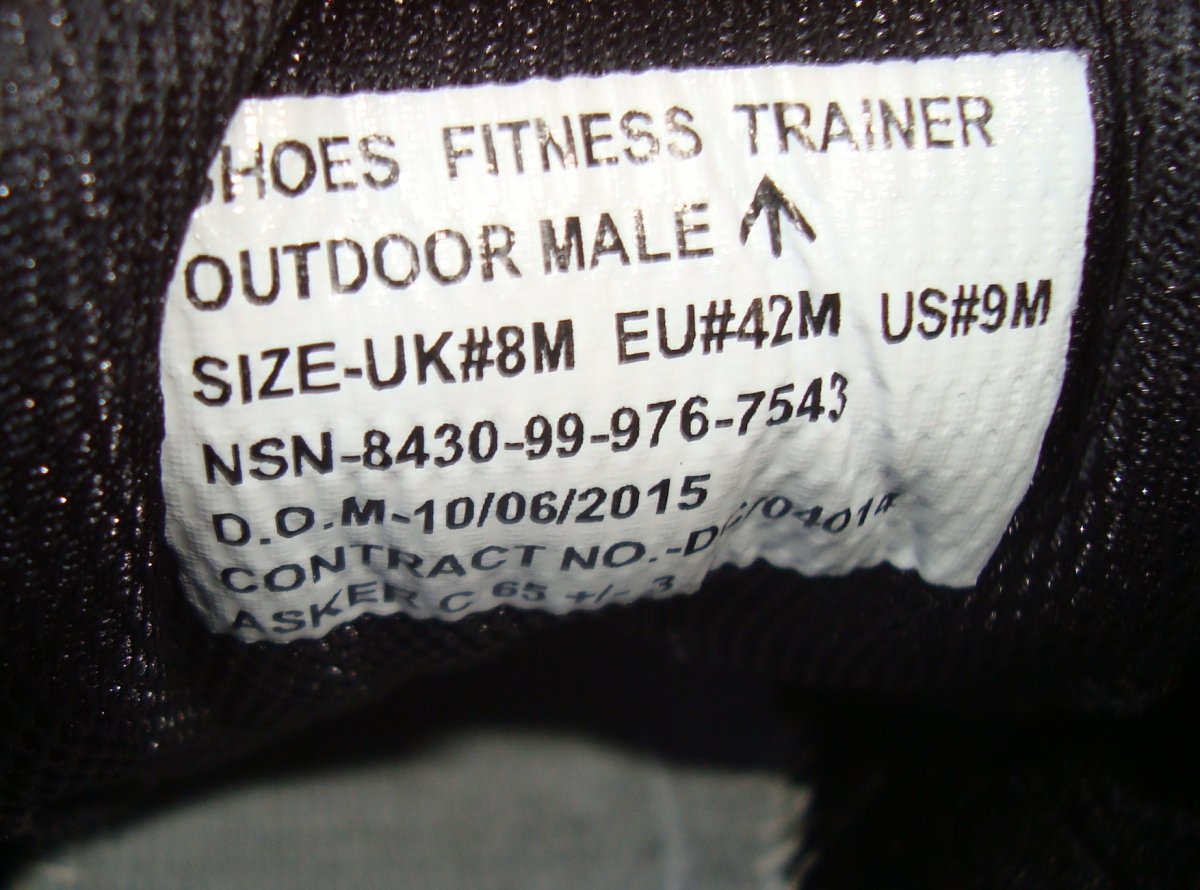 SHOES FITNESS TRAINER
OUTDOOR MALE ↑
SIZE-UK#8M EU#42M US#9M
NSN-8430-99-976-7543
D.O.M-10/06/2015
CONTRACT NO.-
ASKER C 65 +/- 3